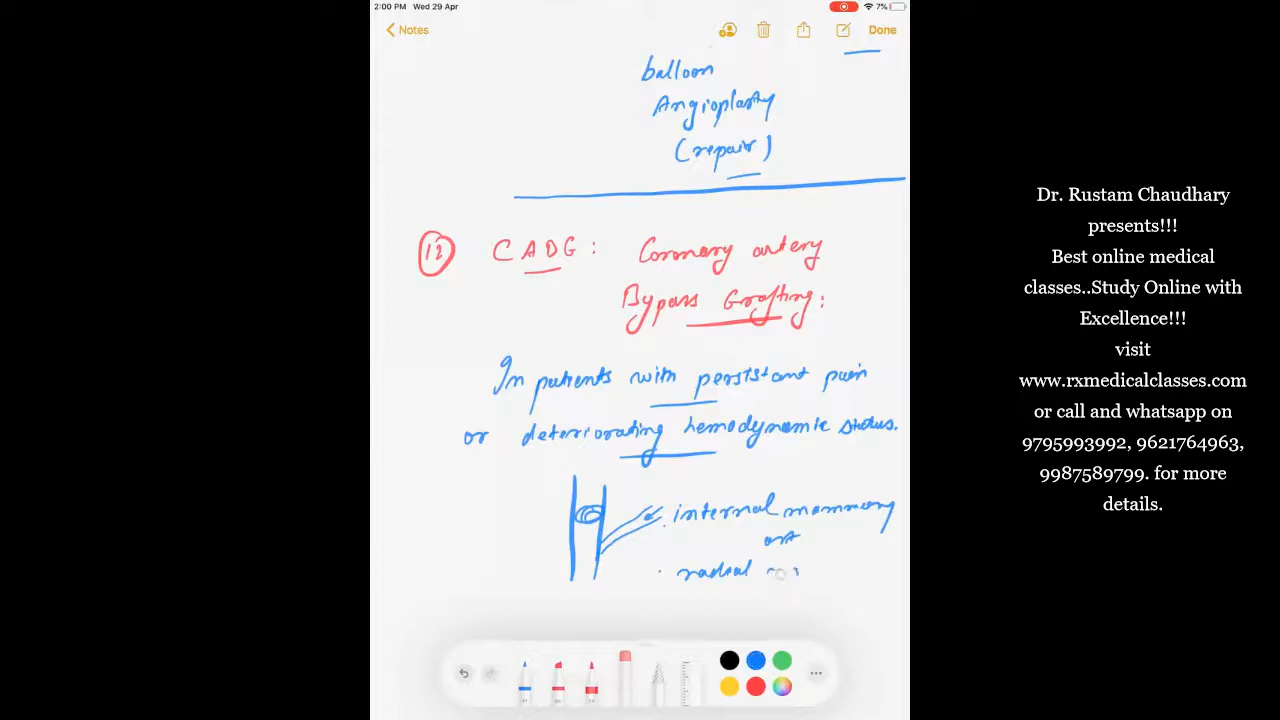 2:00 PM Wed 29 Apr
7%
Notes
Done
balloon
Angioplasty
(repair)
12 CADG: Coronary artery
Bypass Grafting:
In patients with persistant pain
or deteriorating hemodynamic status.
internal mammary
art
radial
Dr. Rustam Chaudhary
presents!!!
Best online medical
classes..Study Online with
Excellence!!!
visit
www.rxmedicalclasses.com
or call and whatsapp on
9795993992, 9621764963,
9987589799. for more
details.